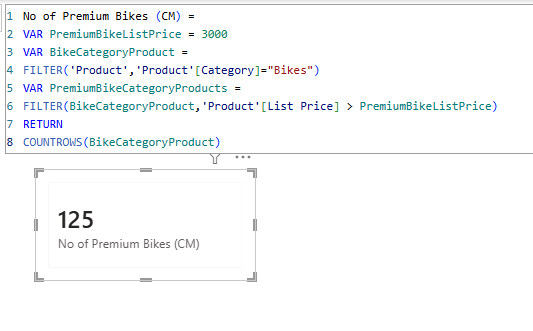 1 No of Premium Bikes (CM) =
2 VAR PremiumBikeListPrice = 3000
3 VAR BikeCategoryProduct =
4 FILTER('Product','Product'[Category]="Bikes")
5 VAR PremiumBikeCategoryProducts =
6 FILTER(BikeCategoryProduct,'Product'[List Price] > PremiumBikeListPrice)
7 RETURN
8 COUNTROWS(BikeCategoryProduct)
125
No of Premium Bikes (CM)